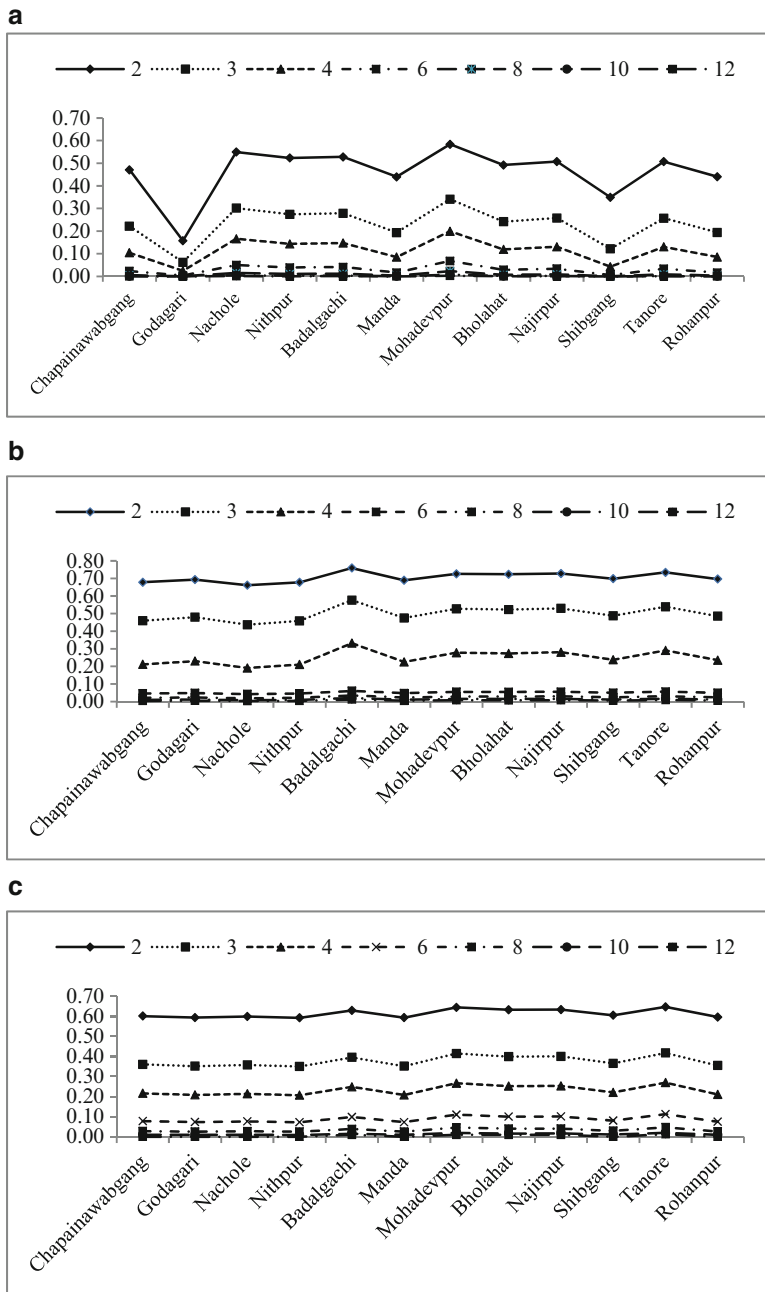 a
2 3 4 6 8 10 12
0.70
0.60
0.50
0.40
0.30
0.20
0.10
0.00
Chapainawabgang
Godagari
Nachole
Nithpur
Badalgachi
Manda
Mohadevpur
Bholahat
Najirpur
Shibgang
Tanore
Rohanpur
b
2 3 4 6 8 10 12
0.80
0.70
0.60
0.50
0.40
0.30
0.20
0.10
0.00
Chapainawabgang
Godagari
Nachole
Nithpur
Badalgachi
Manda
Mohadevpur
Bholahat
Najirpur
Shibgang
Tanore
Rohanpur
c
2 3 4 6 8 10 12
0.70
0.60
0.50
0.40
0.30
0.20
0.10
0.00
Chapainawabgang
Godagari
Nachole
Nithpur
Badalgachi
Manda
Mohadevpur
Bholahat
Najirpur
Shibgang
Tanore
Rohanpur